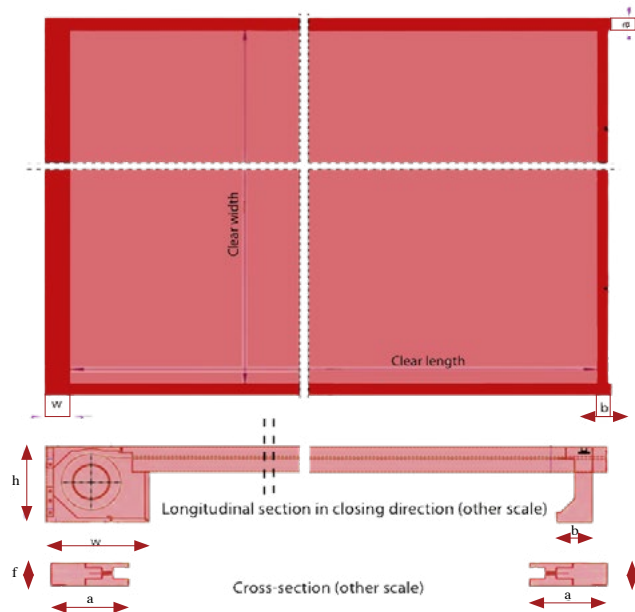 a
Clear width
Clear length
w
b
h
Longitudinal section in closing direction (other scale)
w
b
f
Cross-section (other scale)
a
a